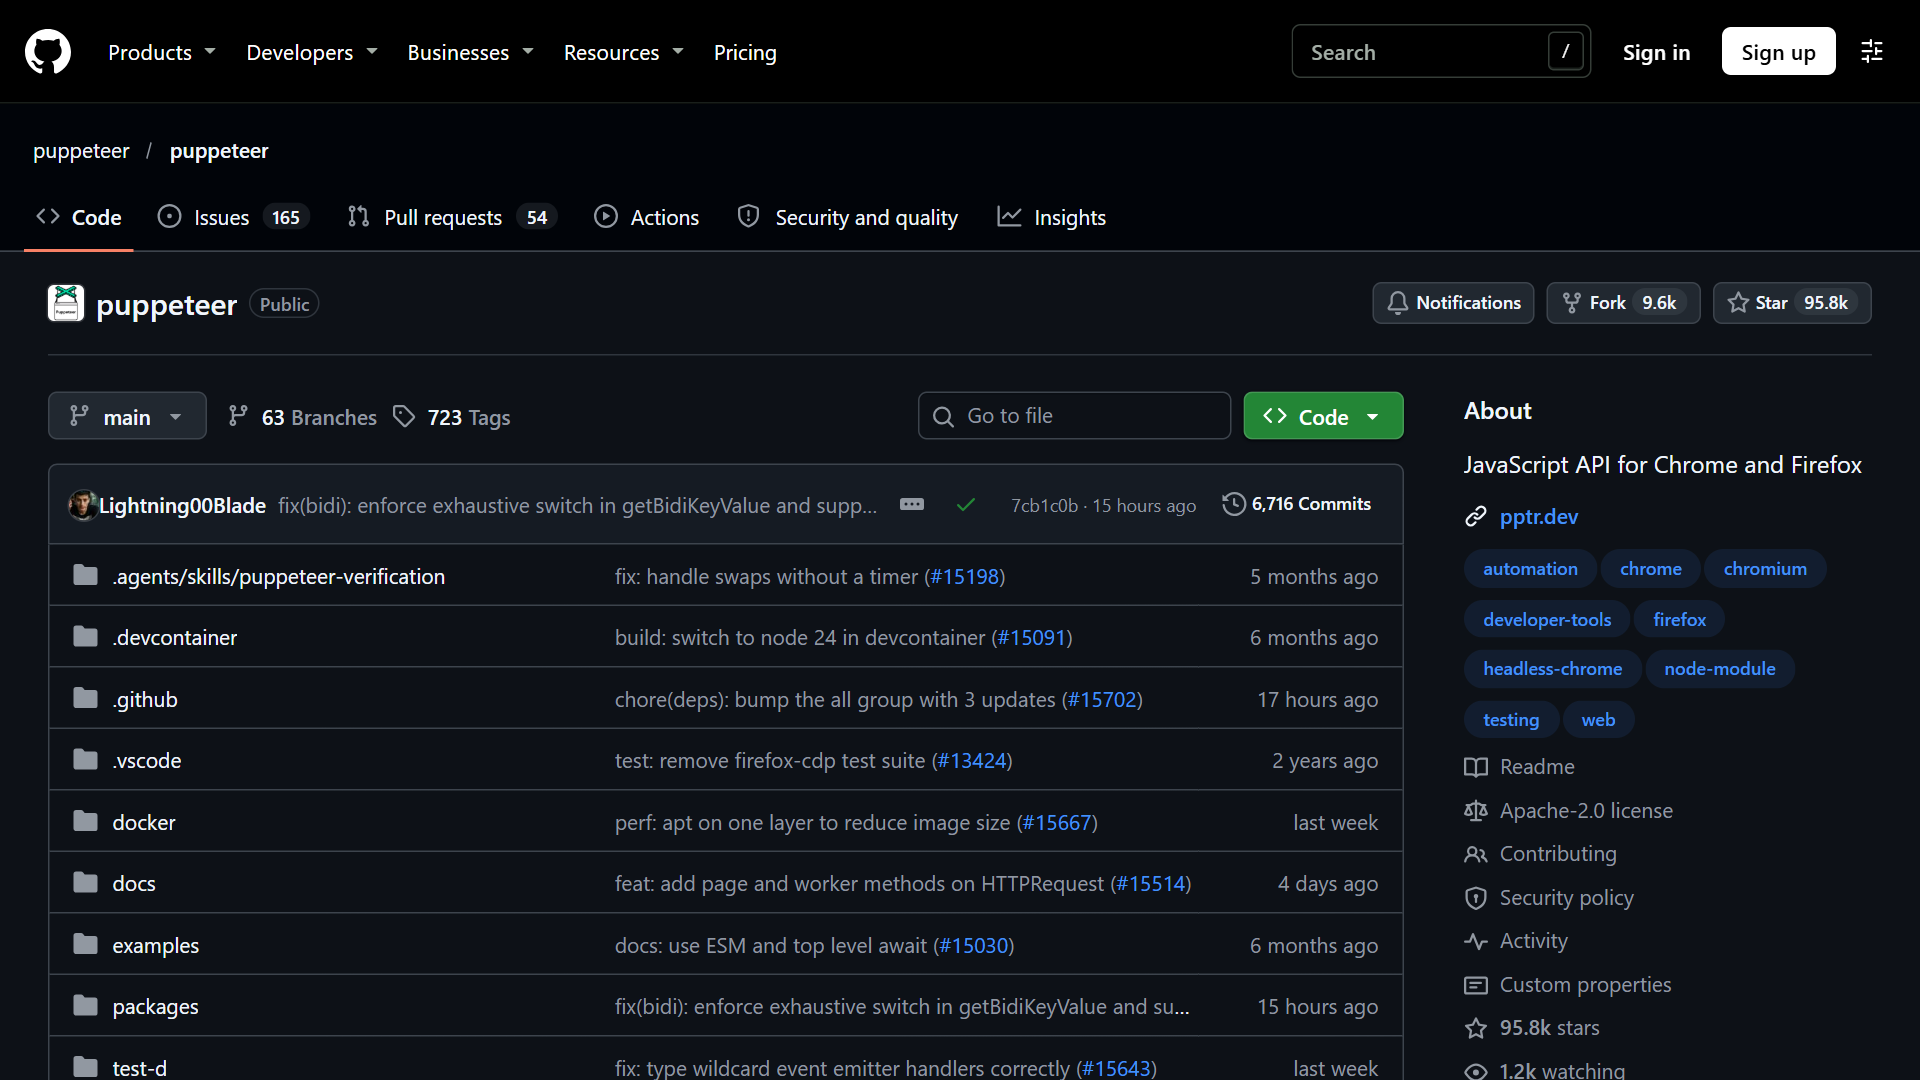 Products Developers Businesses Resources Pricing Search / Sign in Sign up
puppeteer / puppeteer
Code Issues 165 Pull requests 54 Actions Security and quality Insights
puppeteer Public Notifications Fork 9.6k Star 95.8k
main 63 Branches 723 Tags Go to file Code
Lightning00Blade fix(bidi): enforce exhaustive switch in getBidiKeyValue and supp... 7cb1c0b · 15 hours ago 6,716 Commits
.agents/skills/puppeteer-verification fix: handle swaps without a timer (#15198) 5 months ago
.devcontainer build: switch to node 24 in devcontainer (#15091) 6 months ago
.github chore(deps): bump the all group with 3 updates (#15702) 17 hours ago
.vscode test: remove firefox-cdp test suite (#13424) 2 years ago
docker perf: apt on one layer to reduce image size (#15667) last week
docs feat: add page and worker methods on HTTPRequest (#15514) 4 days ago
examples docs: use ESM and top level await (#15030) 6 months ago
packages fix(bidi): enforce exhaustive switch in getBidiKeyValue and su... 15 hours ago
test-d fix: type wildcard event emitter handlers correctly (#15643) last week
About
JavaScript API for Chrome and Firefox
pptr.dev
automation chrome chromium
developer-tools firefox
headless-chrome node-module
testing web
Readme
Apache-2.0 license
Contributing
Security policy
Activity
Custom properties
95.8k stars
1.2k watching